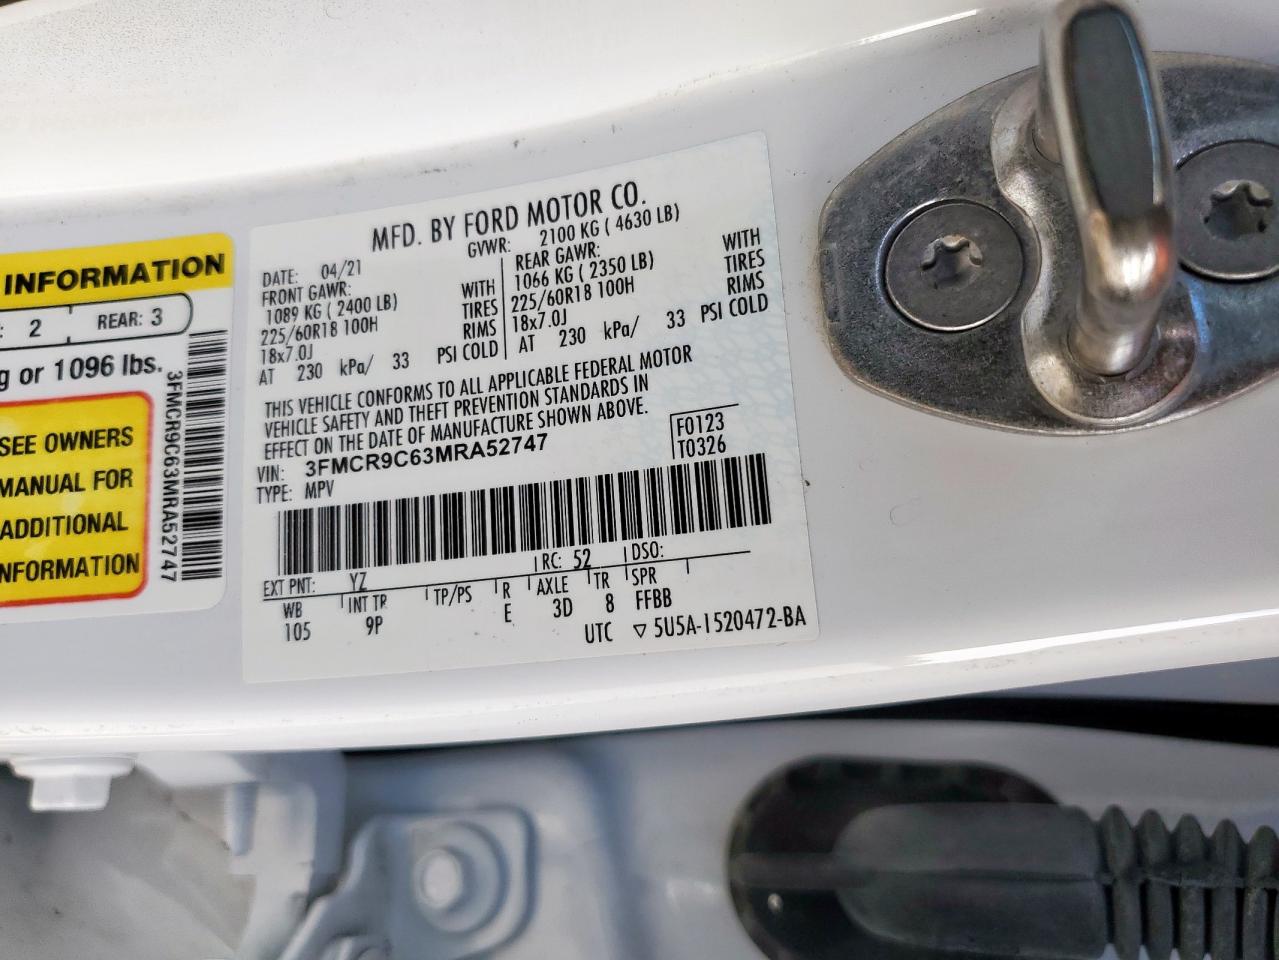 INFORMATION
: 2 REAR: 3
g or 1096 lbs.
SEE OWNERS
MANUAL FOR
ADDITIONAL
NFORMATION
3FMCR9C63MRA52747
MFD. BY FORD MOTOR CO.
DATE: 04/21 GVWR: 2100 KG ( 4630 LB)
FRONT GAWR:
1089 KG ( 2400 LB) WITH
225/60R18 100H TIRES
18x7.0J RIMS
AT 230 kPa/ 33 PSI COLD
REAR GAWR:
1066 KG ( 2350 LB) WITH
225/60R18 100H TIRES
18x7.0J RIMS
AT 230 kPa/ 33 PSI COLD
THIS VEHICLE CONFORMS TO ALL APPLICABLE FEDERAL MOTOR
VEHICLE SAFETY AND THEFT PREVENTION STANDARDS IN
EFFECT ON THE DATE OF MANUFACTURE SHOWN ABOVE.
VIN: 3FMCR9C63MRA52747 F0123
TYPE: MPV T0326
EXT PNT: YZ RC: 52 DSO:
WB INT TR TP/PS R AXLE TR SPR
105 9P E 3D 8 FFBB
UTC ▽ 5U5A-1520472-BA